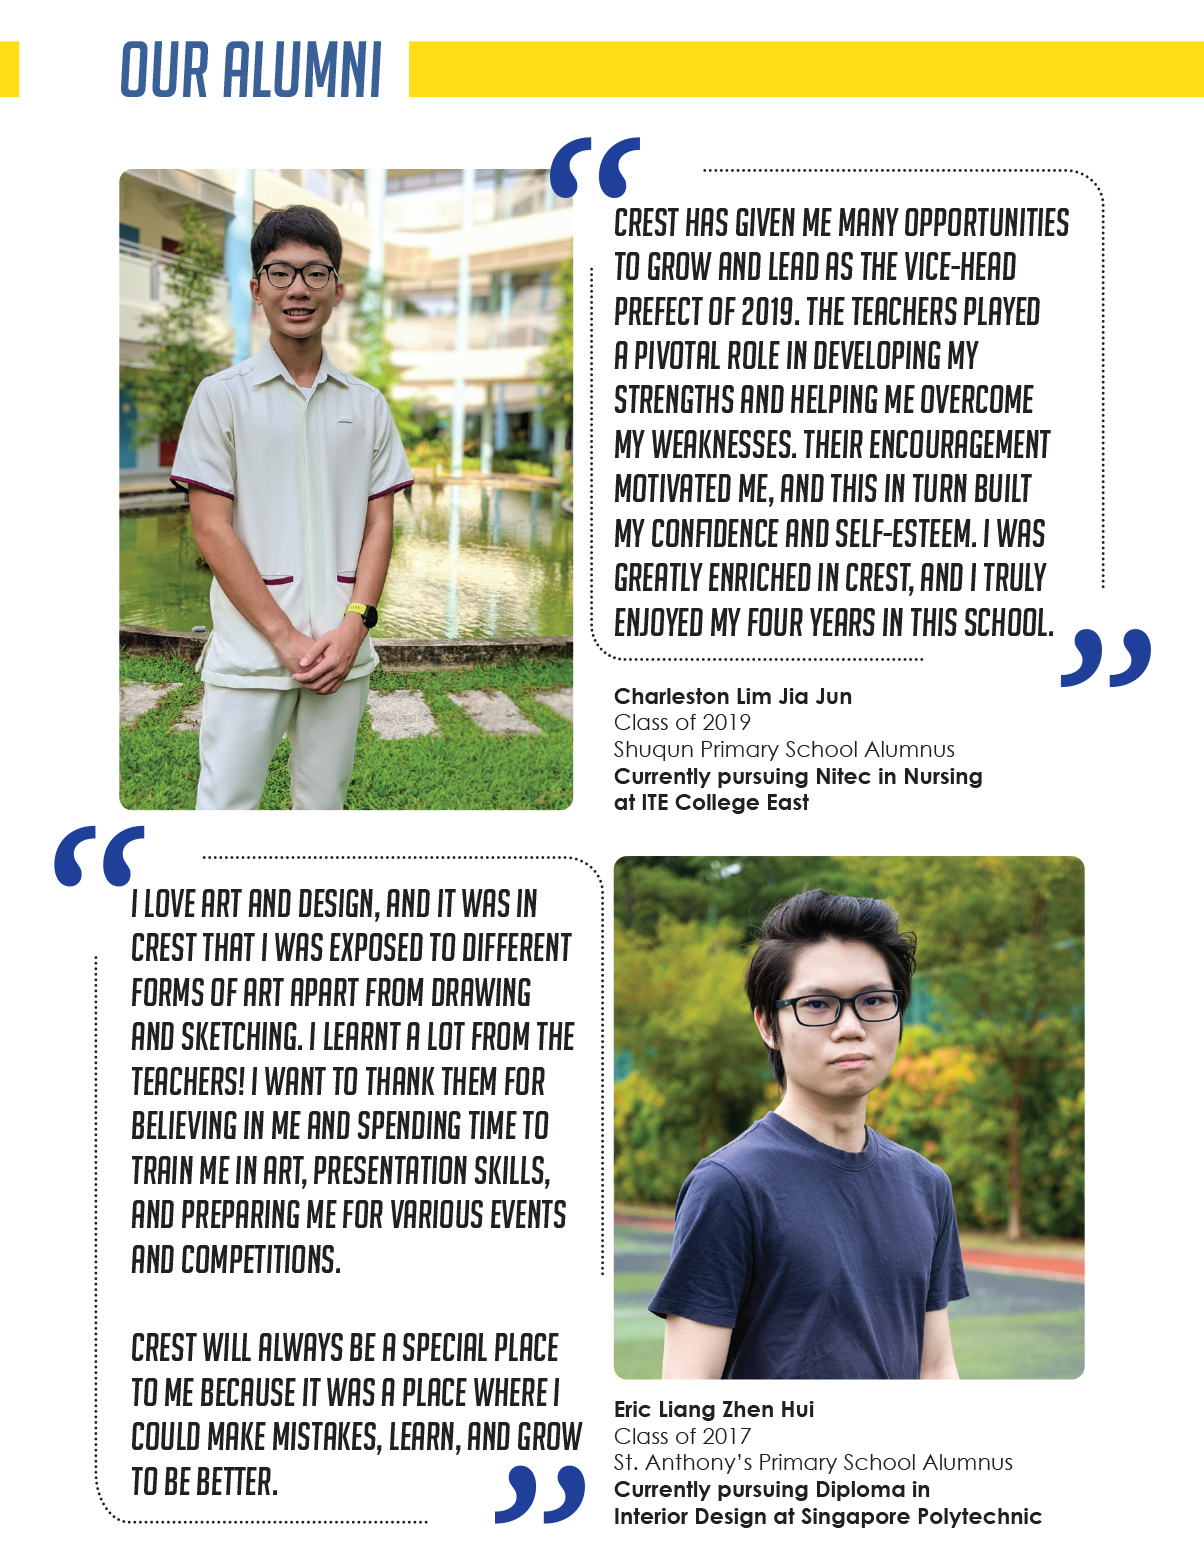 OUR ALUMNI
“
CREST HAS GIVEN ME MANY OPPORTUNITIES
TO GROW AND LEAD AS THE VICE-HEAD
PREFECT OF 2019. THE TEACHERS PLAYED
A PIVOTAL ROLE IN DEVELOPING MY
STRENGTHS AND HELPING ME OVERCOME
MY WEAKNESSES. THEIR ENCOURAGEMENT
MOTIVATED ME, AND THIS IN TURN BUILT
MY CONFIDENCE AND SELF-ESTEEM. I WAS
GREATLY ENRICHED IN CREST, AND I TRULY
ENJOYED MY FOUR YEARS IN THIS SCHOOL.
”
Charleston Lim Jia Jun
Class of 2019
Shuqun Primary School Alumnus
Currently pursuing Nitec in Nursing
at ITE College East
“
I LOVE ART AND DESIGN, AND IT WAS IN
CREST THAT I WAS EXPOSED TO DIFFERENT
FORMS OF ART APART FROM DRAWING
AND SKETCHING. I LEARNT A LOT FROM THE
TEACHERS! I WANT TO THANK THEM FOR
BELIEVING IN ME AND SPENDING TIME TO
TRAIN ME IN ART, PRESENTATION SKILLS,
AND PREPARING ME FOR VARIOUS EVENTS
AND COMPETITIONS.
CREST WILL ALWAYS BE A SPECIAL PLACE
TO ME BECAUSE IT WAS A PLACE WHERE I
COULD MAKE MISTAKES, LEARN, AND GROW
TO BE BETTER.
”
Eric Liang Zhen Hui
Class of 2017
St. Anthony’s Primary School Alumnus
Currently pursuing Diploma in
Interior Design at Singapore Polytechnic